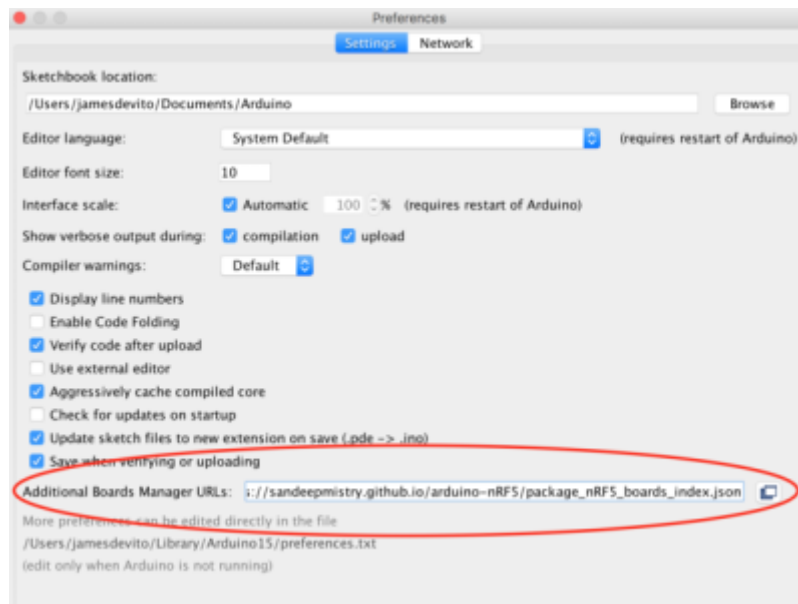 Preferences
Settings Network
Sketchbook location:
/Users/jamesdevito/Documents/Arduino Browse
Editor language: System Default (requires restart of Arduino)
Editor font size: 10
Interface scale: Automatic 100 % (requires restart of Arduino)
Show verbose output during: compilation upload
Compiler warnings: Default
Display line numbers
Enable Code Folding
Verify code after upload
Use external editor
Aggressively cache compiled core
Check for updates on startup
Update sketch files to new extension on save (.pde -> .ino)
Save when verifying or uploading
Additional Boards Manager URLs: s://sandeepmistry.github.io/arduino-nRF5/package_nRF5_boards_index.json
More preferences can be edited directly in the file
/Users/jamesdevito/Library/Arduino15/preferences.txt
(edit only when Arduino is not running)